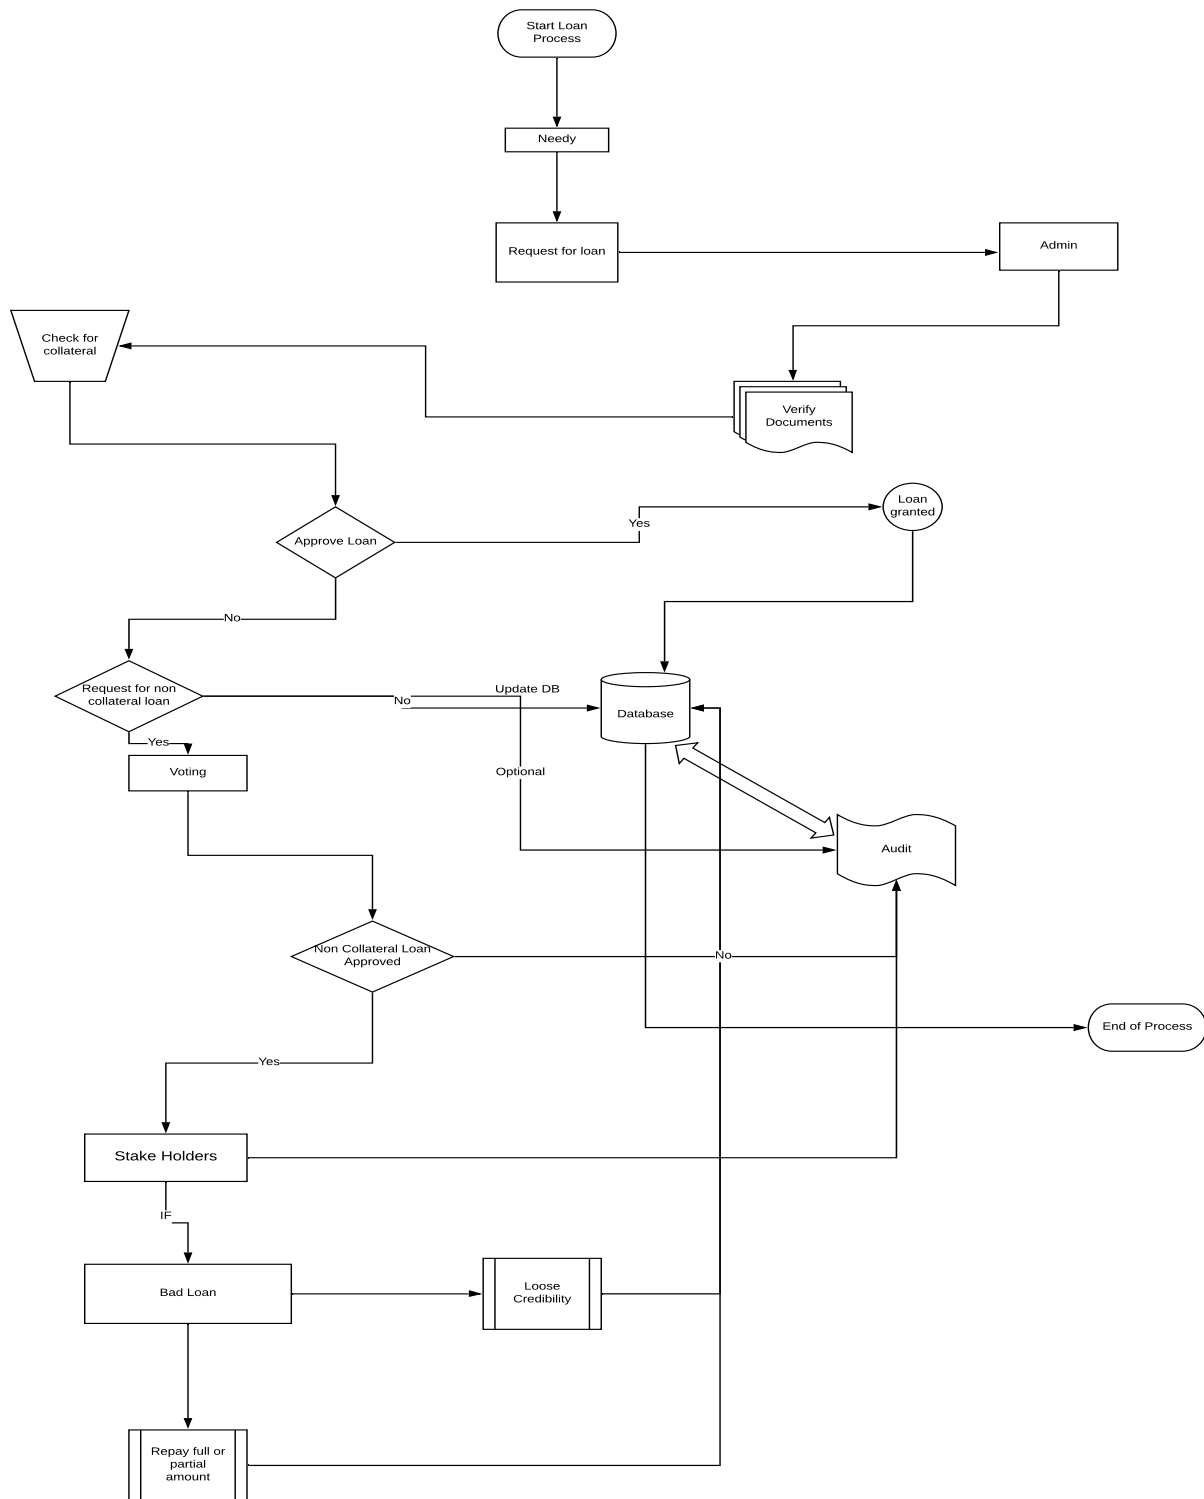 Start Loan
Process
Needy
Request for loan
Admin
Check for
collateral
Verify
Documents
Loan
granted
Yes
Approve Loan
No
Request for non
collateral loan
Update DB
No
Database
Yes
Voting
Optional
Audit
Non Collateral Loan
Approved
No
End of Process
Yes
Stake Holders
IF
Bad Loan
Loose
Credibility
Repay full or
partial
amount